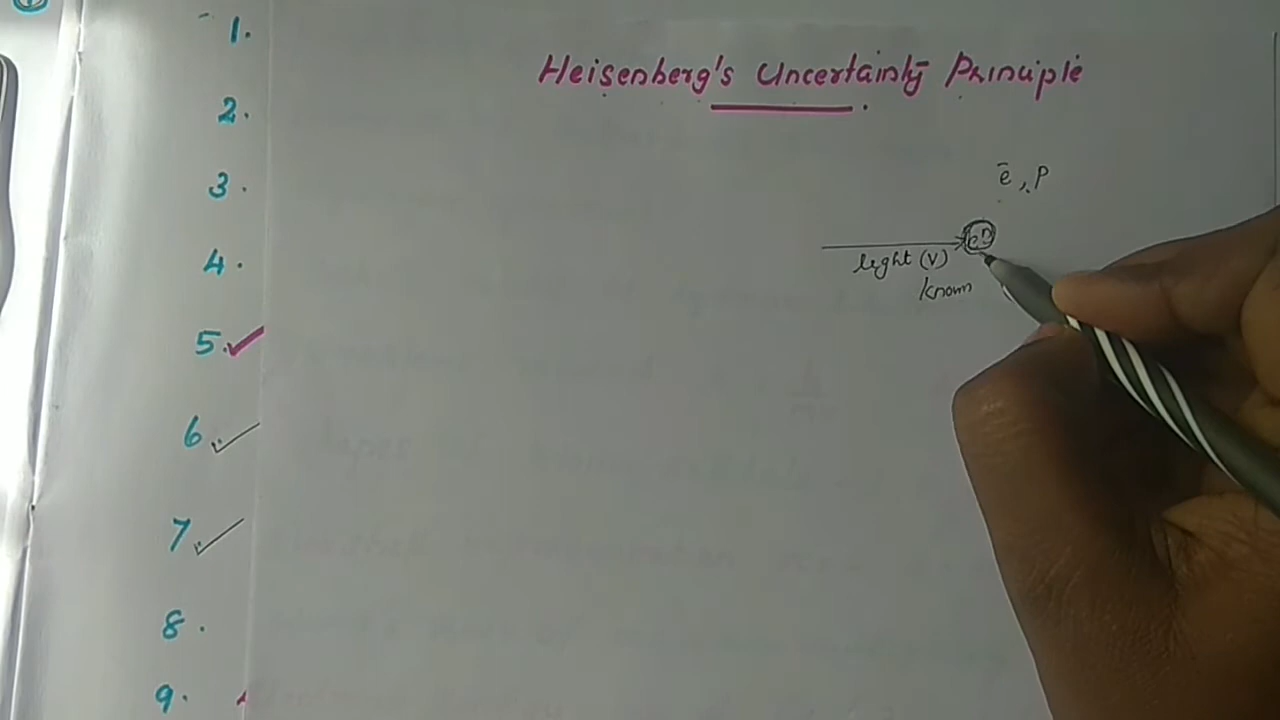 1.
Heisenberg's Uncertainty Principle
2.
3.
e̅, P
4.
light (ν)
known
5.
6
7
8.
9.